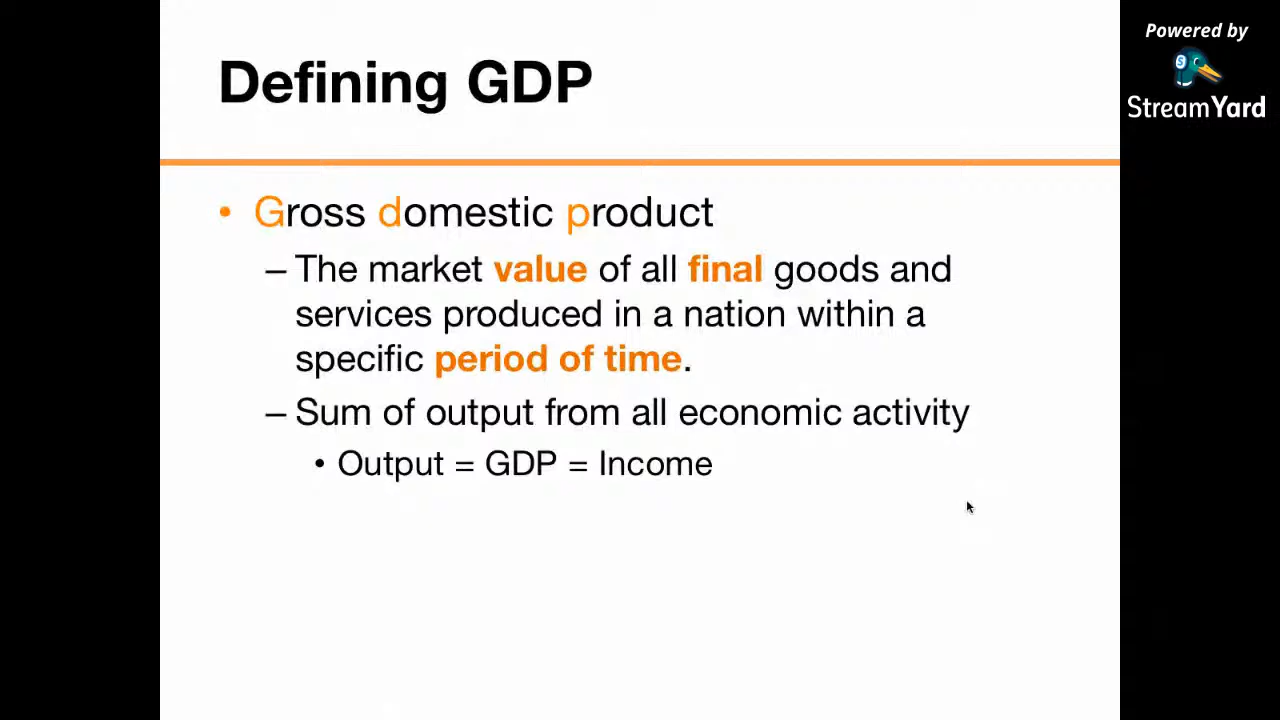 Defining GDP
Powered by
StreamYard
• Gross domestic product
– The market value of all final goods and
services produced in a nation within a
specific period of time.
– Sum of output from all economic activity
• Output = GDP = Income